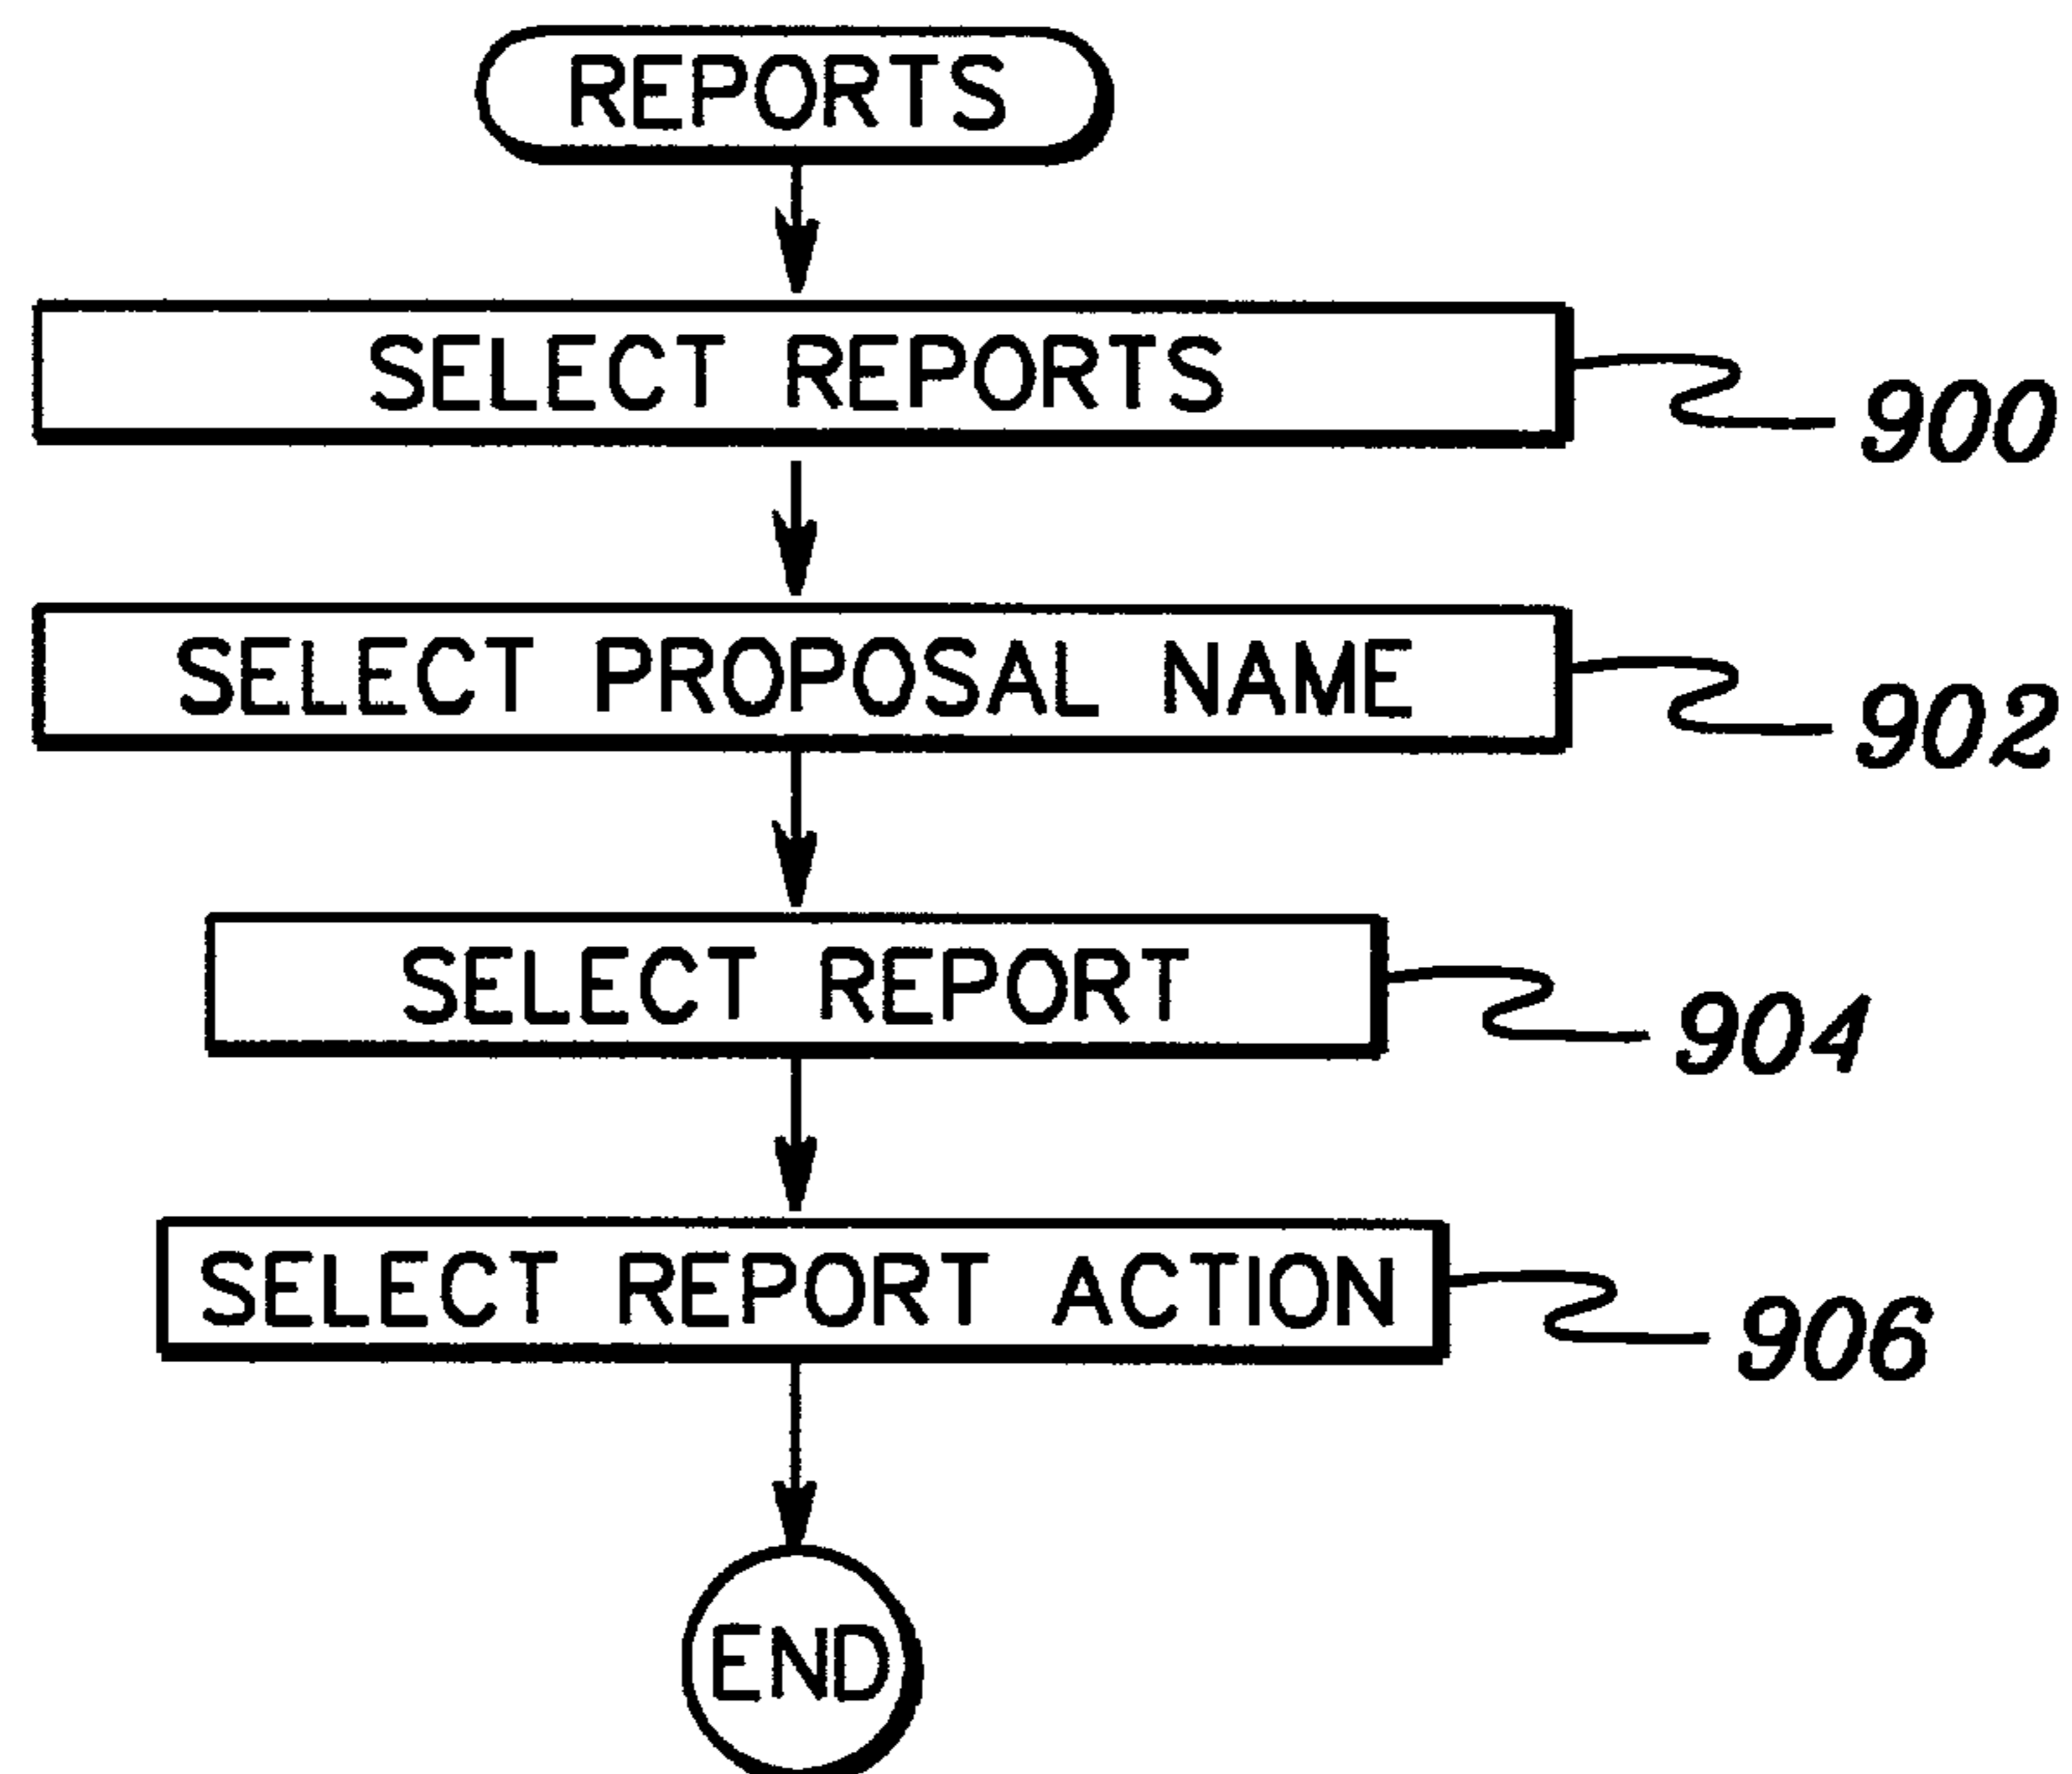 REPORTS
SELECT REPORTS
900
SELECT PROPOSAL NAME
902
SELECT REPORT
904
SELECT REPORT ACTION
906
END